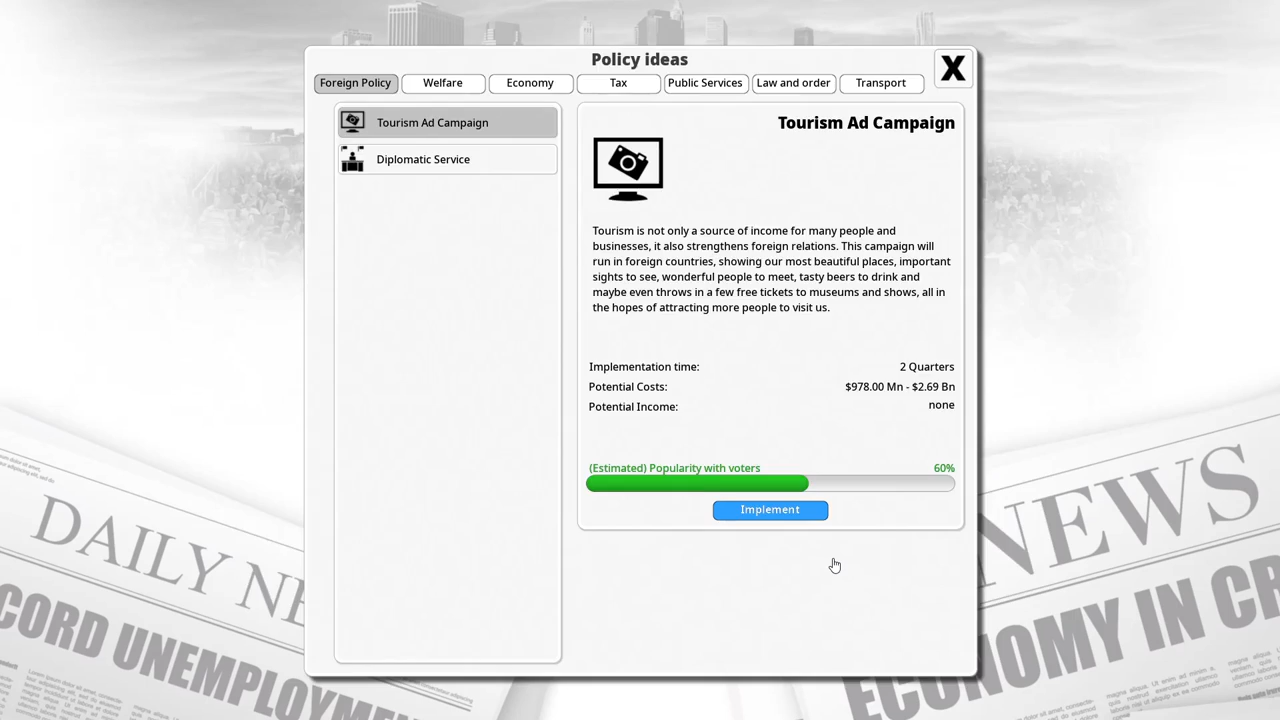 Policy ideas
Foreign Policy
Welfare
Economy
Tax
Public Services
Law and order
Transport
X
Tourism Ad Campaign
Diplomatic Service
Tourism Ad Campaign
Tourism is not only a source of income for many people and
businesses, it also strengthens foreign relations. This campaign will
run in foreign countries, showing our most beautiful places, important
sights to see, wonderful people to meet, tasty beers to drink and
maybe even throws in a few free tickets to museums and shows, all in
the hopes of attracting more people to visit us.
Implementation time: 2 Quarters
Potential Costs: $978.00 Mn - $2.69 Bn
Potential Income: none
(Estimated) Popularity with voters 60%
Implement
DAILY NE
CORD UNEMPLOYM
NEWS
ECONOMY IN CR